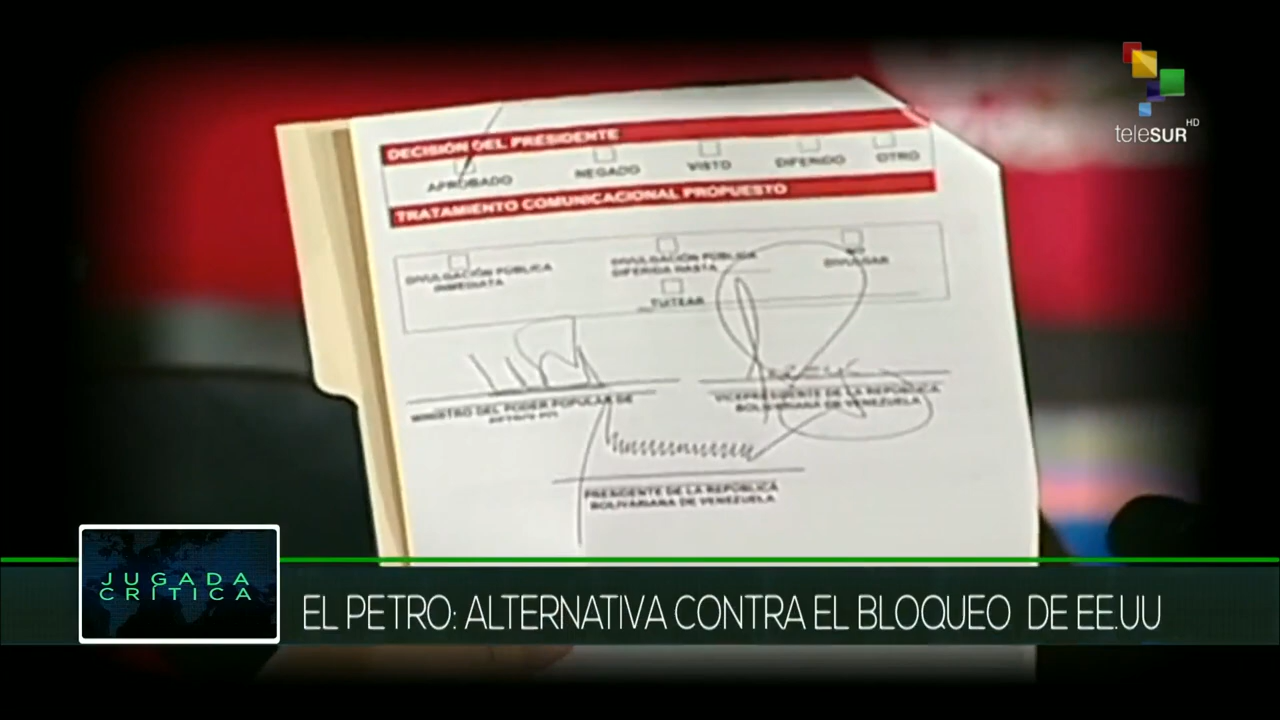 teleSUR HD
DECISIÓN DEL PRESIDENTE
APROBADO NEGADO VISTO DIFERIDO OTRO
TRATAMIENTO COMUNICACIONAL PROPUESTO
DIVULGACIÓN PÚBLICA INMEDIATA
DIVULGACIÓN PÚBLICA DIFERIDA HASTA
NO DIVULGAR
TUITEAR
MINISTRO DEL PODER POPULAR DE
VICEPRESIDENTE DE LA REPÚBLICA
BOLIVARIANA DE VENEZUELA
PRESIDENTE DE LA REPÚBLICA
BOLIVARIANA DE VENEZUELA
JUGADA
CRÍTICA
EL PETRO: ALTERNATIVA CONTRA EL BLOQUEO DE EE.UU